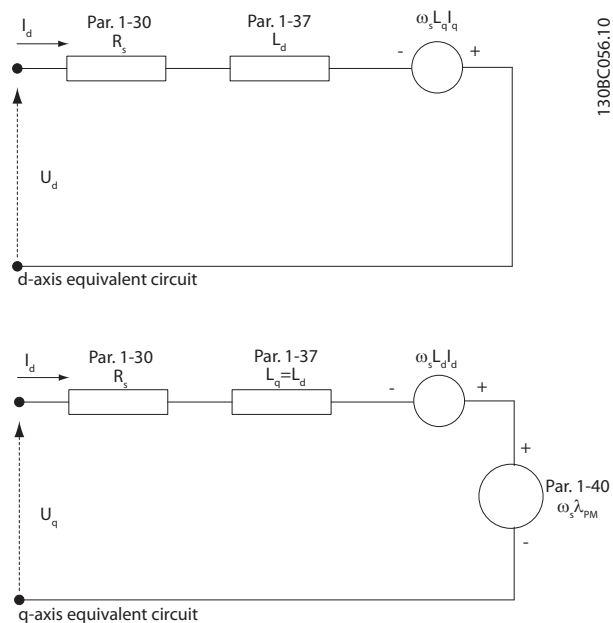 I_d
Par. 1-30
R_s
Par. 1-37
L_d
ω_sL_qI_q
- +
U_d
d-axis equivalent circuit
130BC056.10
I_d
Par. 1-30
R_s
Par. 1-37
L_q=L_d
ω_sL_dI_d
- +
+
Par. 1-40
ω_sλ_PM
-
U_q
q-axis equivalent circuit